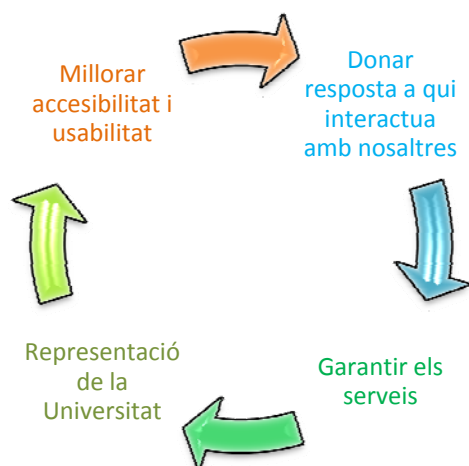 Millorar
accesibilitat i
usabilitat
Donar
resposta a qui
interactua
amb nosaltres
Garantir els
serveis
Representació
de la
Universitat